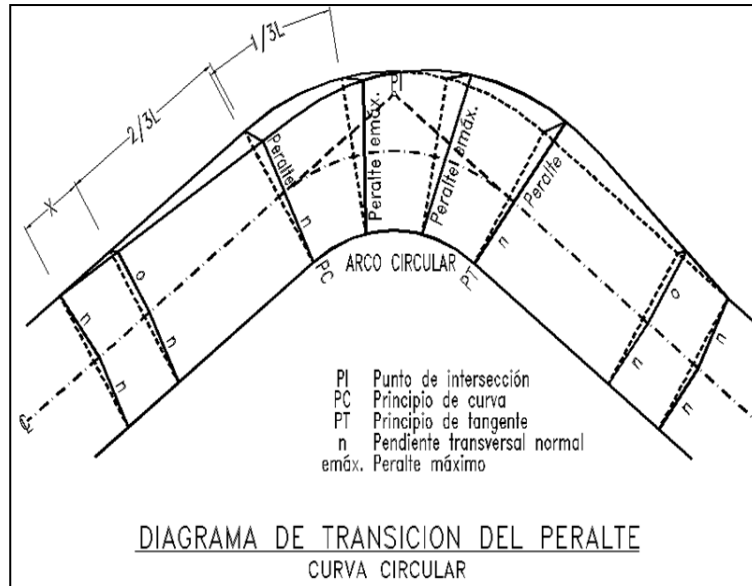 1/3L
2/3L
X
PI
Peralte
n
Peralte emáx.
Peralte emáx.
Peralte
n
PC
ARCO CIRCULAR
PT
n
o
n
n
o
n
n
n
℄
PI Punto de intersección
PC Principio de curva
PT Principio de tangente
n Pendiente transversal normal
emáx. Peralte máximo
DIAGRAMA DE TRANSICION DEL PERALTE
CURVA CIRCULAR